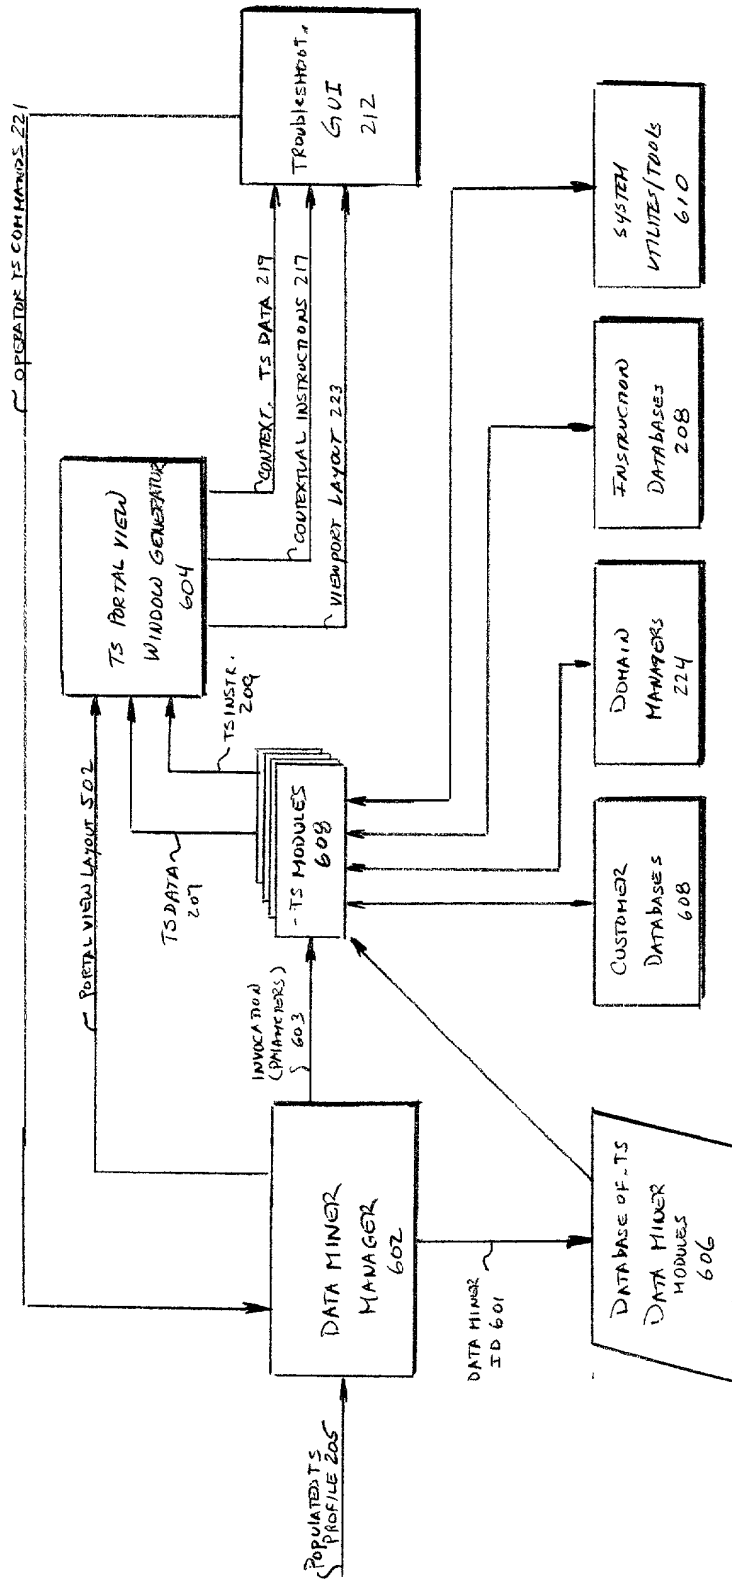 OPERATOR TS COMMANDS 221
PORTAL VIEW LAYOUT 502
TS PORTAL VIEW
WINDOW GENERATOR
604
TROUBLESHOOT.
GUI
212
CONTEXT. TS DATA 219
CONTEXTUAL INSTRUCTIONS 217
VIEWPORT LAYOUT 223
TS DATA
207
TS INSTR.
209
POPULATED TS
PROFILE 205
DATA MINER
MANAGER
602
INVOCATION
(PARAMETERS)
603
TS MODULES
608
DATA MINER
ID 601
DATABASE OF TS
DATA MINER
MODULES
606
CUSTOMER
DATABASES
608
DOMAIN
MANAGERS
224
INSTRUCTION
DATABASES
208
SYSTEM
UTILITES/TOOLS
610